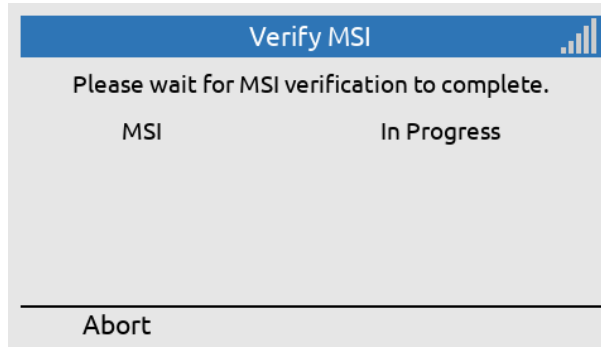 Verify MSI
Please wait for MSI verification to complete.
MSI In Progress
Abort